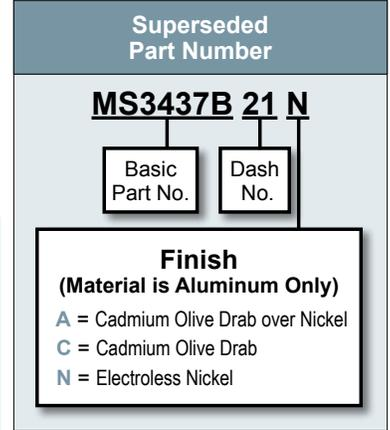 Superseded
Part Number
MS3437B 21 N
Basic
Part No.
Dash
No.
Finish
(Material is Aluminum Only)
A = Cadmium Olive Drab over Nickel
C = Cadmium Olive Drab
N = Electroless Nickel